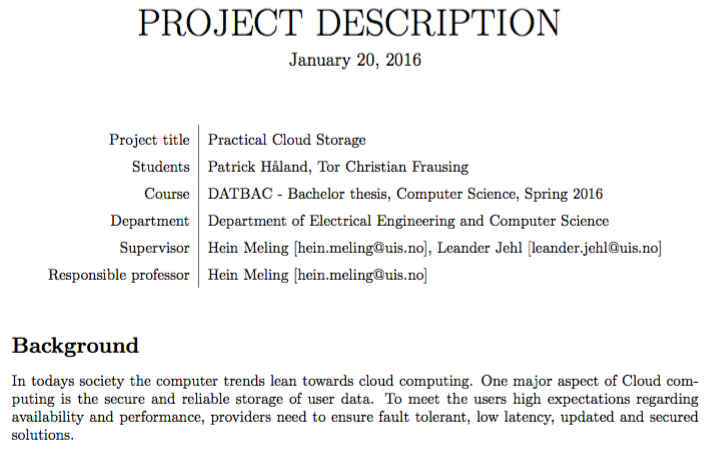 PROJECT DESCRIPTION
January 20, 2016
Project title Practical Cloud Storage
Students Patrick Håland, Tor Christian Frausing
Course DATBAC - Bachelor thesis, Computer Science, Spring 2016
Department Department of Electrical Engineering and Computer Science
Supervisor Hein Meling [hein.meling@uis.no], Leander Jehl [leander.jehl@uis.no]
Responsible professor Hein Meling [hein.meling@uis.no]
Background
In todays society the computer trends lean towards cloud computing. One major aspect of Cloud com-
puting is the secure and reliable storage of user data. To meet the users high expectations regarding
availability and performance, providers need to ensure fault tolerant, low latency, updated and secured
solutions.